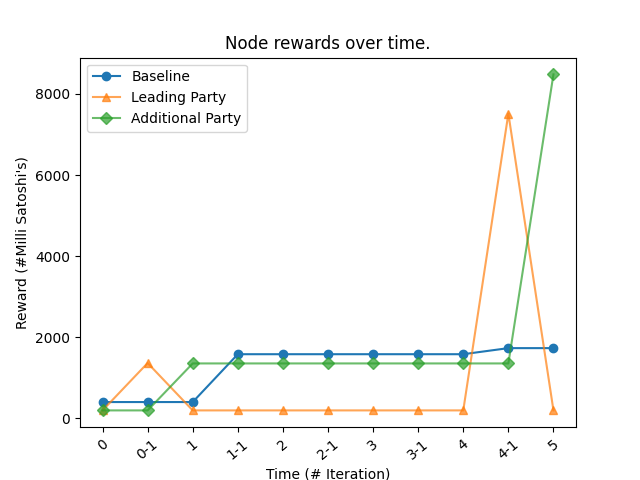 Node rewards over time.
Baseline
Leading Party
Additional Party
8000
6000
4000
2000
0
Reward (#Milli Satoshi's)
0
0-1
1
1-1
2
2-1
3
3-1
4
4-1
5
Time (# Iteration)